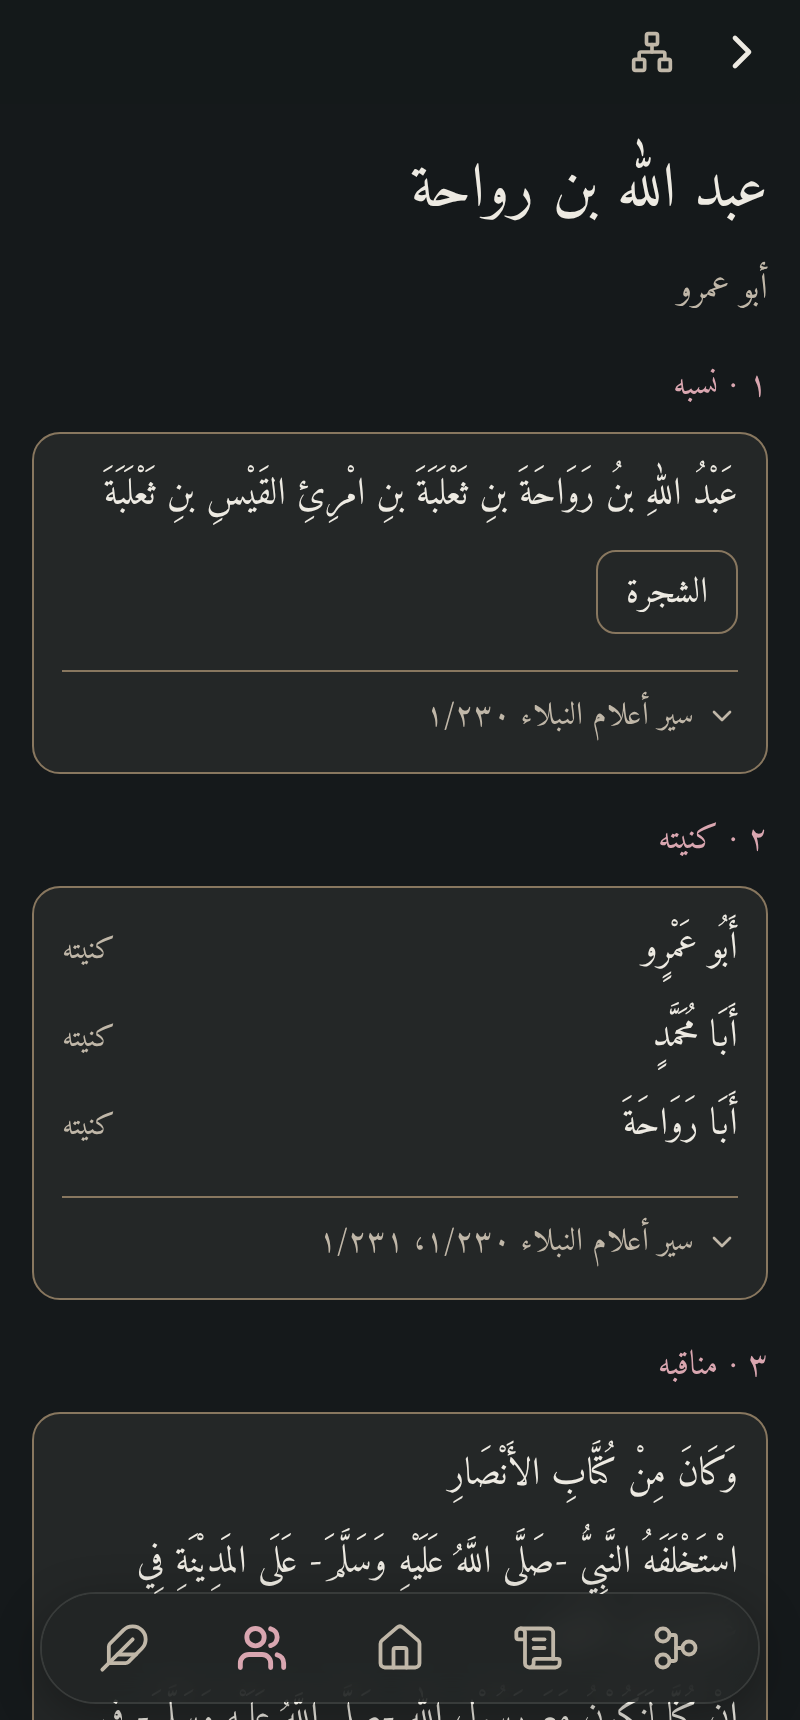 عبد الله بن رواحة
أبو عمرو
١ · نسبه
عَبْدُ اللهِ بنُ رَوَاحَةَ بنِ ثَعْلَبَةَ بنِ امْرِئِ القَيْسِ بنِ ثَعْلَبَةَ
الشجرة
سير أعلام النبلاء ١/٢٣٠
٢ · كنيته
أَبُو عَمْرٍو كنيته
أَبَا مُحَمَّدٍ كنيته
أَبَا رَوَاحَةَ كنيته
سير أعلام النبلاء ١/٢٣٠، ١/٢٣١
٣ · مناقبه
وَكَانَ مِنْ كُتَّابِ الأَنْصَارِ
اسْتَخْلَفَهُ النَّبِيُّ -صَلَّى اللَّهُ عَلَيْهِ وَسَلَّمَ- عَلَى المَدِيْنَةِ فِي